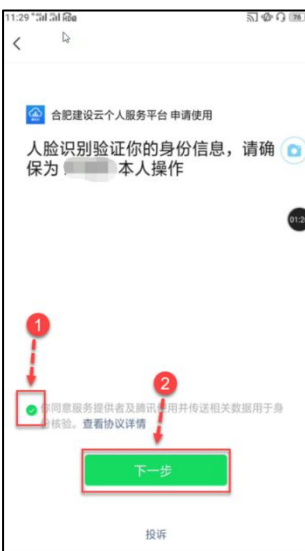 11:29
76
合肥建设云个人服务平台 申请使用
人脸识别验证你的身份信息，请确
保为 本人操作
01:2
1
2
同意服务提供者及腾讯使用并传送相关数据用于身
份核验。查看协议详情
下一步
投诉